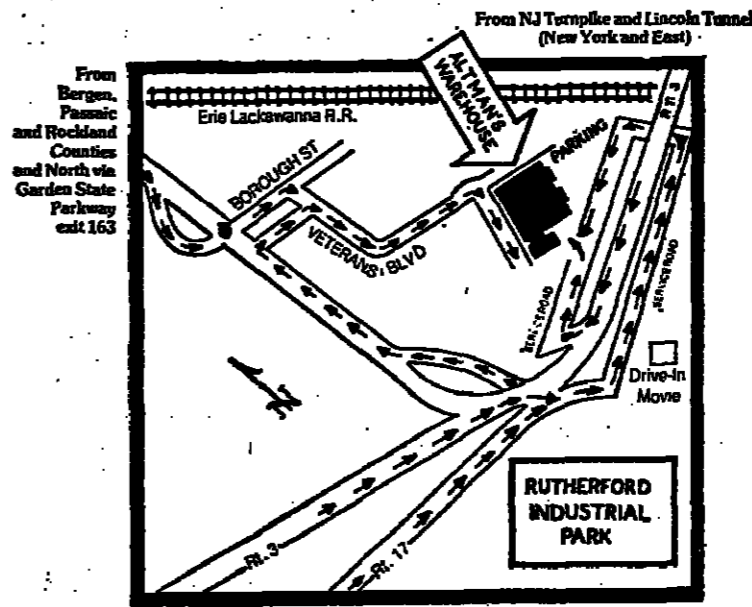 From NJ Turnpike and Lincoln Tunnel
(New York and East)
From
Bergen,
Passaic
and Rockland
Counties
and North via
Garden State
Parkway
exit 163
ALTMAN'S
WAREHOUSE
Erie Lackawanna R.R.
RTI. 3
PARKING
BOROUGH ST
VETERANS BLVD
SERVICE ROAD
SERVICE ROAD
N
Drive-In
Movie
RUTHERFORD
INDUSTRIAL
PARK
Rt. 3
Rt. 17